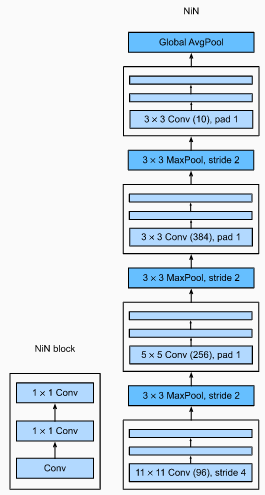 NiN
Global AvgPool
3 × 3 Conv (10), pad 1
3 × 3 MaxPool, stride 2
3 × 3 Conv (384), pad 1
3 × 3 MaxPool, stride 2
5 × 5 Conv (256), pad 1
3 × 3 MaxPool, stride 2
11 × 11 Conv (96), stride 4
NiN block
1 × 1 Conv
1 × 1 Conv
Conv